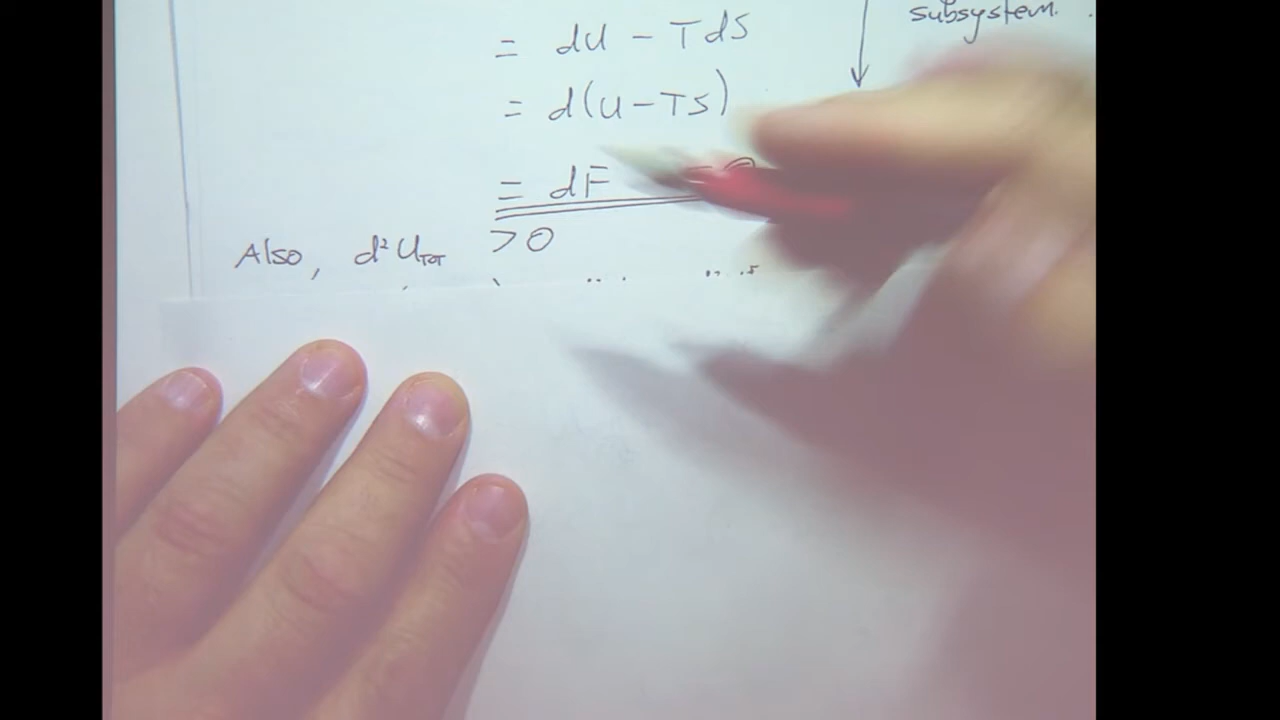 subsystem.
= dU - TdS
= d(U-TS)
= dF
Also, d²U_TOT > 0